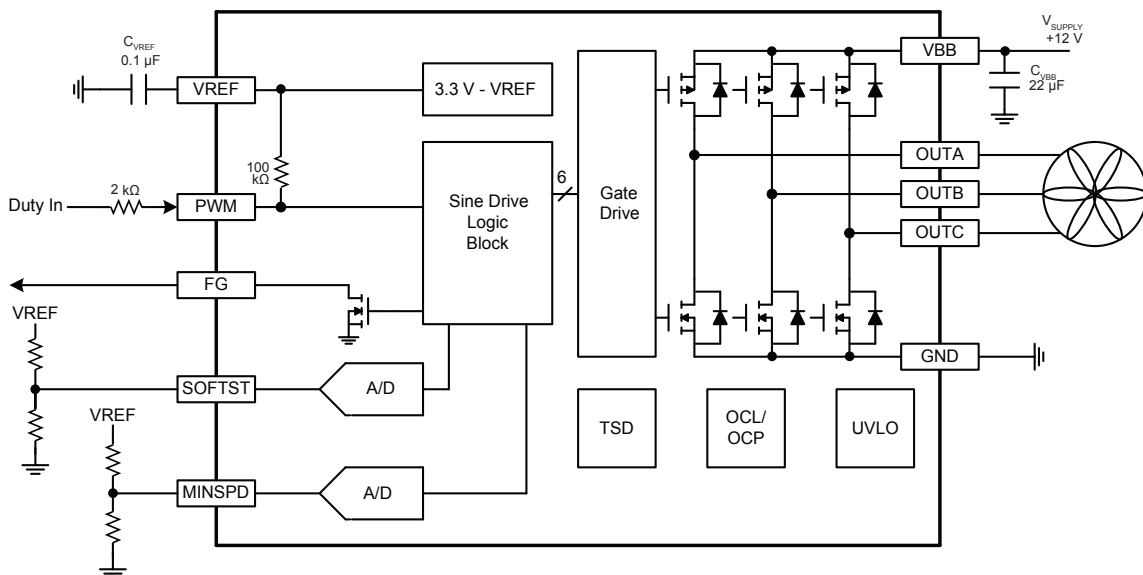 C_VREF
0.1 µF
VREF
3.3 V - VREF
100
kΩ
Duty In
2 kΩ
PWM
Sine Drive
Logic
Block
6
Gate
Drive
FG
VREF
SOFTST
A/D
VREF
MINSPD
A/D
TSD
OCL/
OCP
UVLO
VBB
V_SUPPLY
+12 V
C_VBB
22 µF
OUTA
OUTB
OUTC
GND